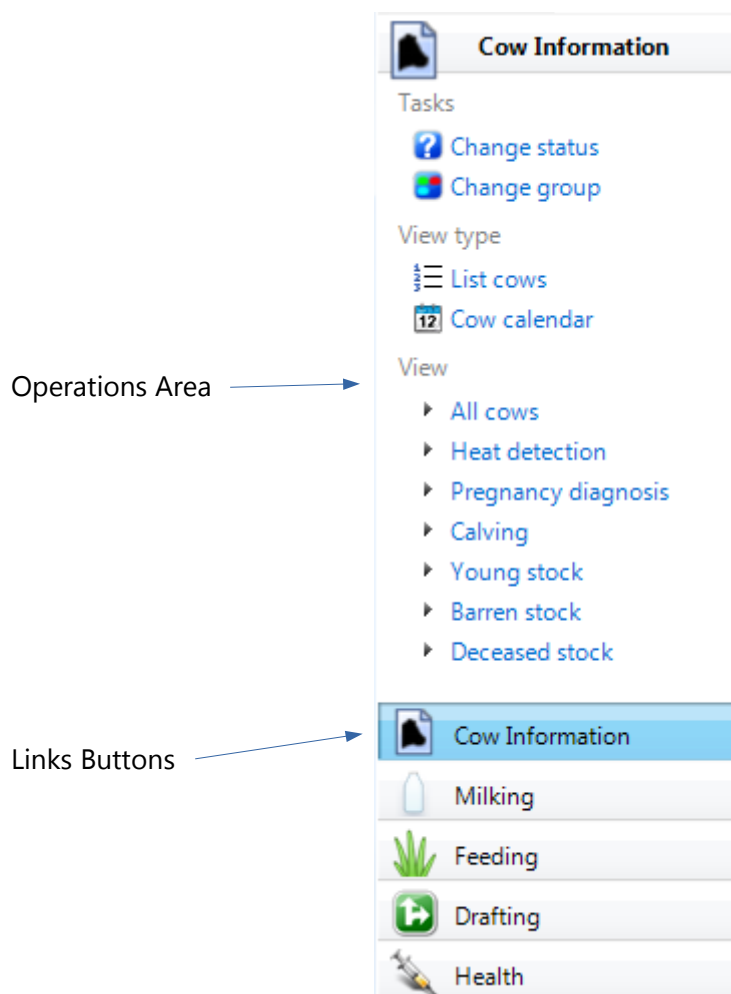 Cow Information
Tasks
Change status
Change group
View type
List cows
12 Cow calendar
View
Operations Area
All cows
Heat detection
Pregnancy diagnosis
Calving
Young stock
Barren stock
Deceased stock
Cow Information
Links Buttons
Milking
Feeding
Drafting
Health